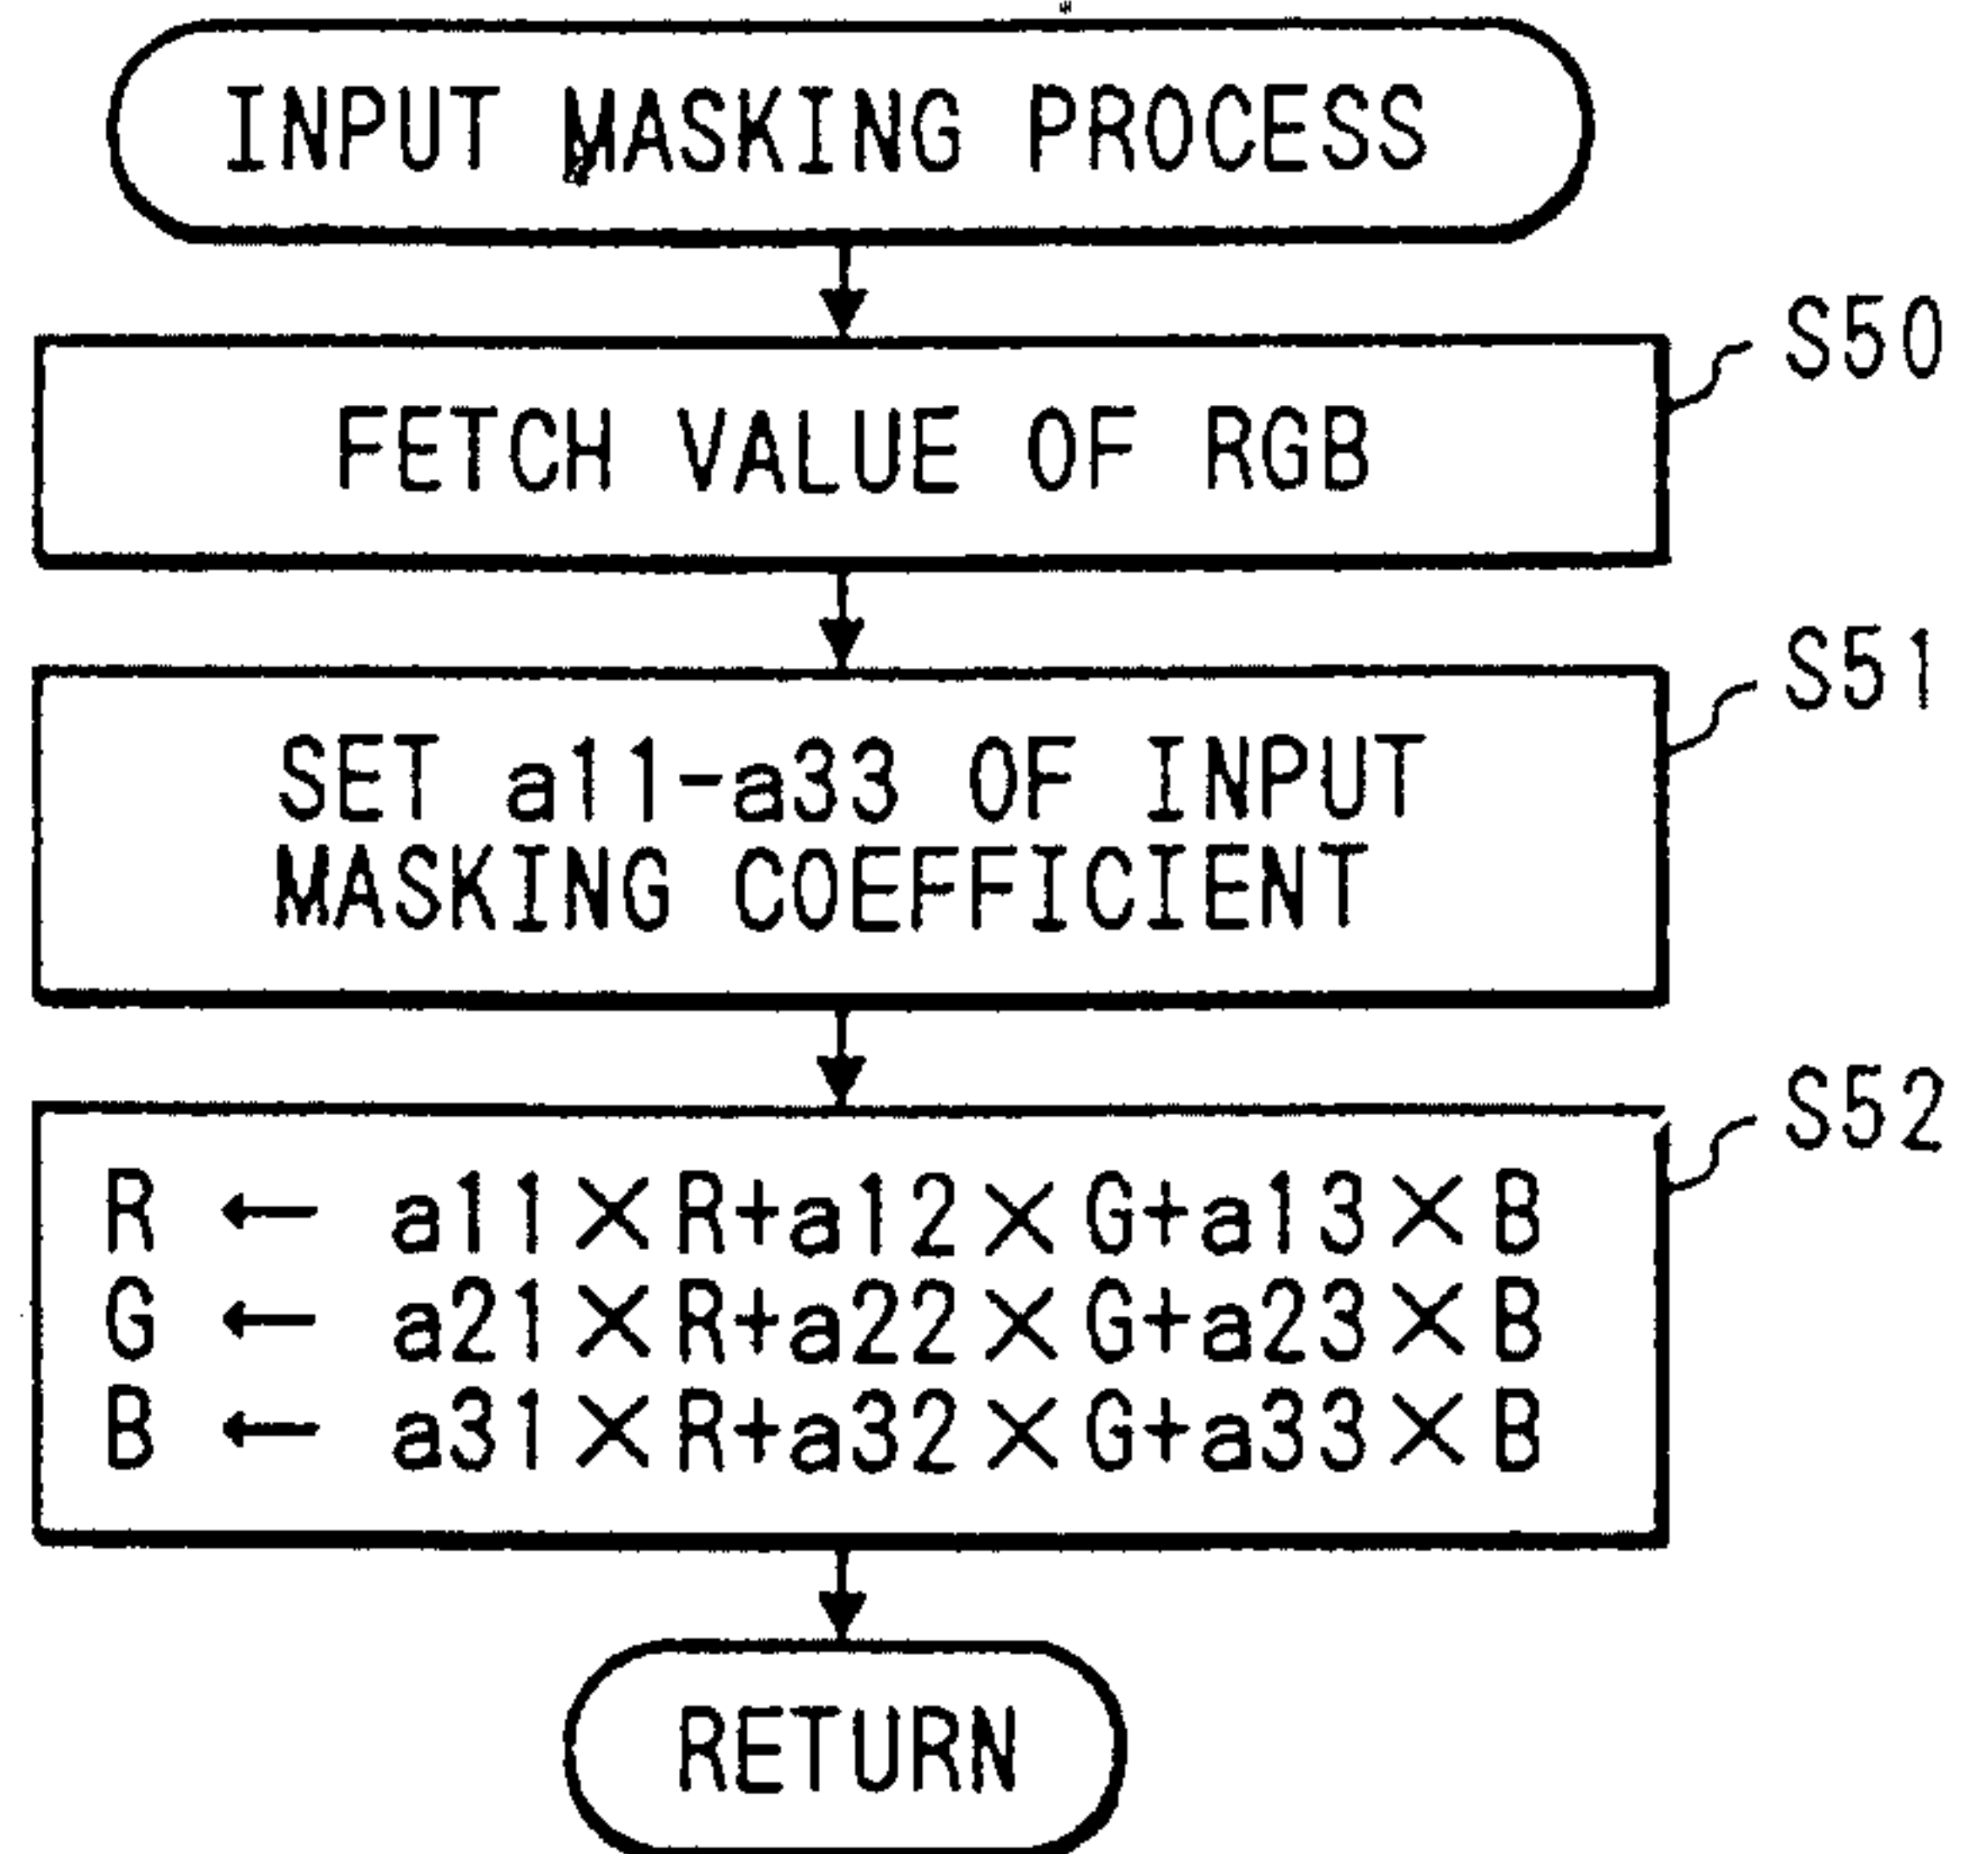 INPUT MASKING PROCESS
S50
FETCH VALUE OF RGB
S51
SET a11-a33 OF INPUT
MASKING COEFFICIENT
S52
R ← a11×R+a12×G+a13×B
G ← a21×R+a22×G+a23×B
B ← a31×R+a32×G+a33×B
RETURN